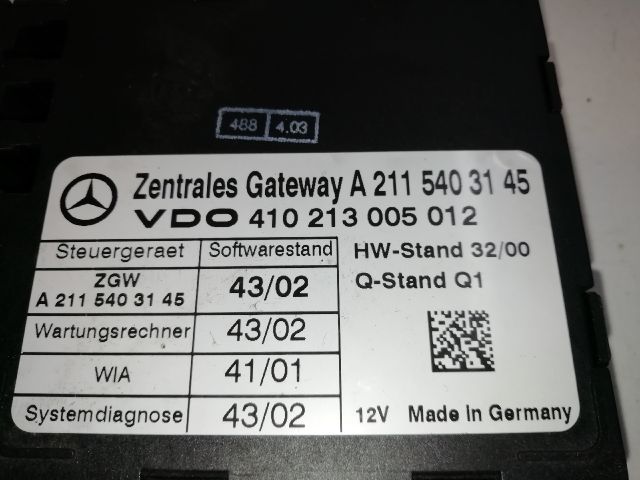 488 4.03
Zentrales Gateway A 211 540 31 45
VDO 410 213 005 012
Steuergeraet Softwarestand HW-Stand 32/00
ZGW
A 211 540 31 45 43/02 Q-Stand Q1
Wartungsrechner 43/02
WIA 41/01
Systemdiagnose 43/02 12V Made In Germany